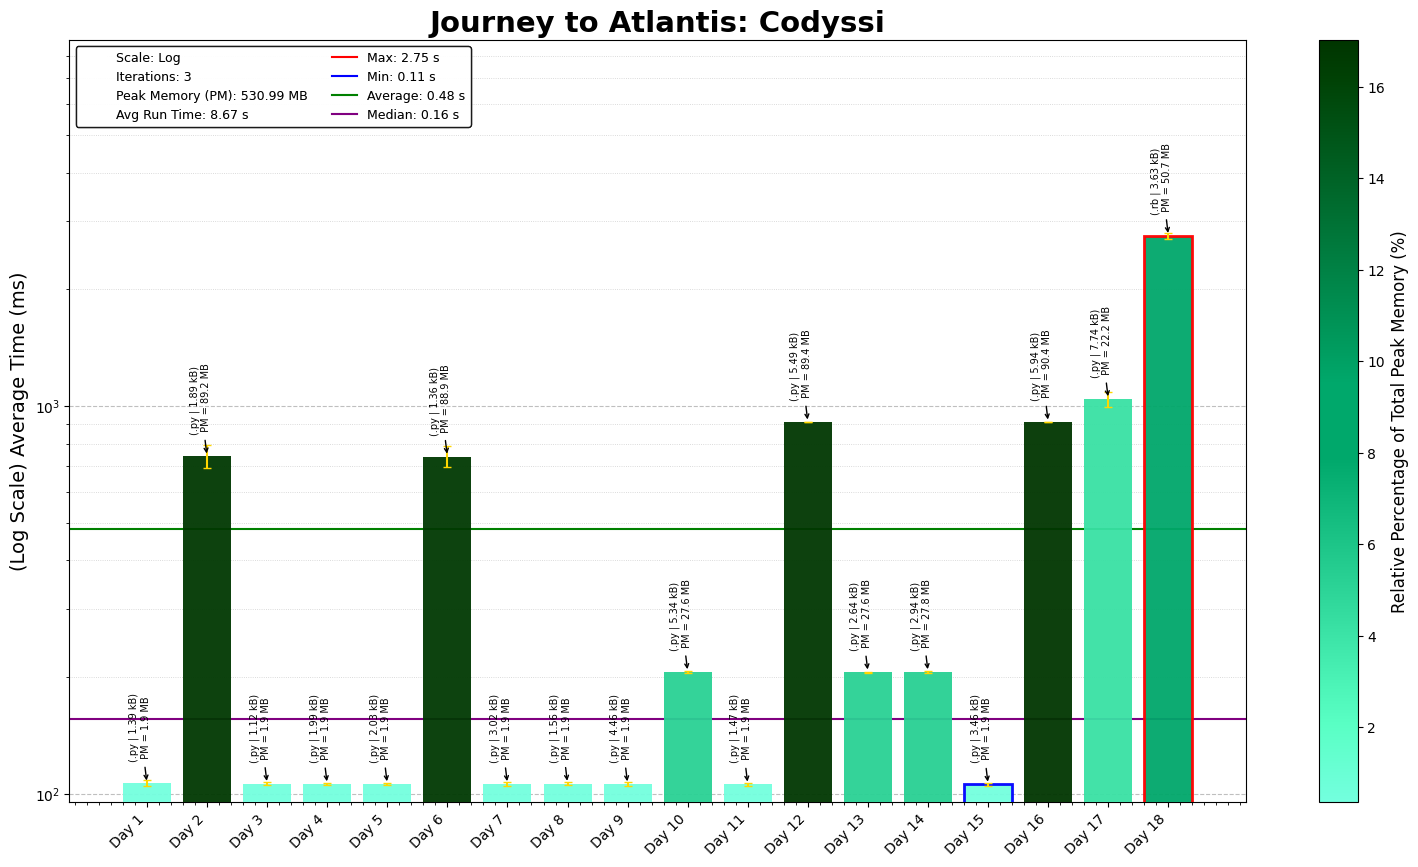 Journey to Atlantis: Codyssi
Scale: Log
Iterations: 3
Peak Memory (PM): 530.99 MB
Avg Run Time: 8.67 s
Max: 2.75 s
Min: 0.11 s
Average: 0.48 s
Median: 0.16 s
(Log Scale) Average Time (ms)
10³
10²
(.py | 1.39 kB)
PM = 1.9 MB
(.py | 1.89 kB)
PM = 89.2 MB
(.py | 1.12 kB)
PM = 1.9 MB
(.py | 1.99 kB)
PM = 1.9 MB
(.py | 2.03 kB)
PM = 1.9 MB
(.py | 1.36 kB)
PM = 88.9 MB
(.py | 3.02 kB)
PM = 1.9 MB
(.py | 1.55 kB)
PM = 1.9 MB
(.py | 4.45 kB)
PM = 1.9 MB
(.py | 5.34 kB)
PM = 27.6 MB
(.py | 1.47 kB)
PM = 1.9 MB
(.py | 5.49 kB)
PM = 89.4 MB
(.py | 2.64 kB)
PM = 27.6 MB
(.py | 2.94 kB)
PM = 27.8 MB
(.py | 3.45 kB)
PM = 1.9 MB
(.py | 5.94 kB)
PM = 90.4 MB
(.py | 7.74 kB)
PM = 22.2 MB
(.rb | 3.63 kB)
PM = 50.7 MB
Day 1
Day 2
Day 3
Day 4
Day 5
Day 6
Day 7
Day 8
Day 9
Day 10
Day 11
Day 12
Day 13
Day 14
Day 15
Day 16
Day 17
Day 18
16
14
12
10
8
6
4
2
Relative Percentage of Total Peak Memory (%)